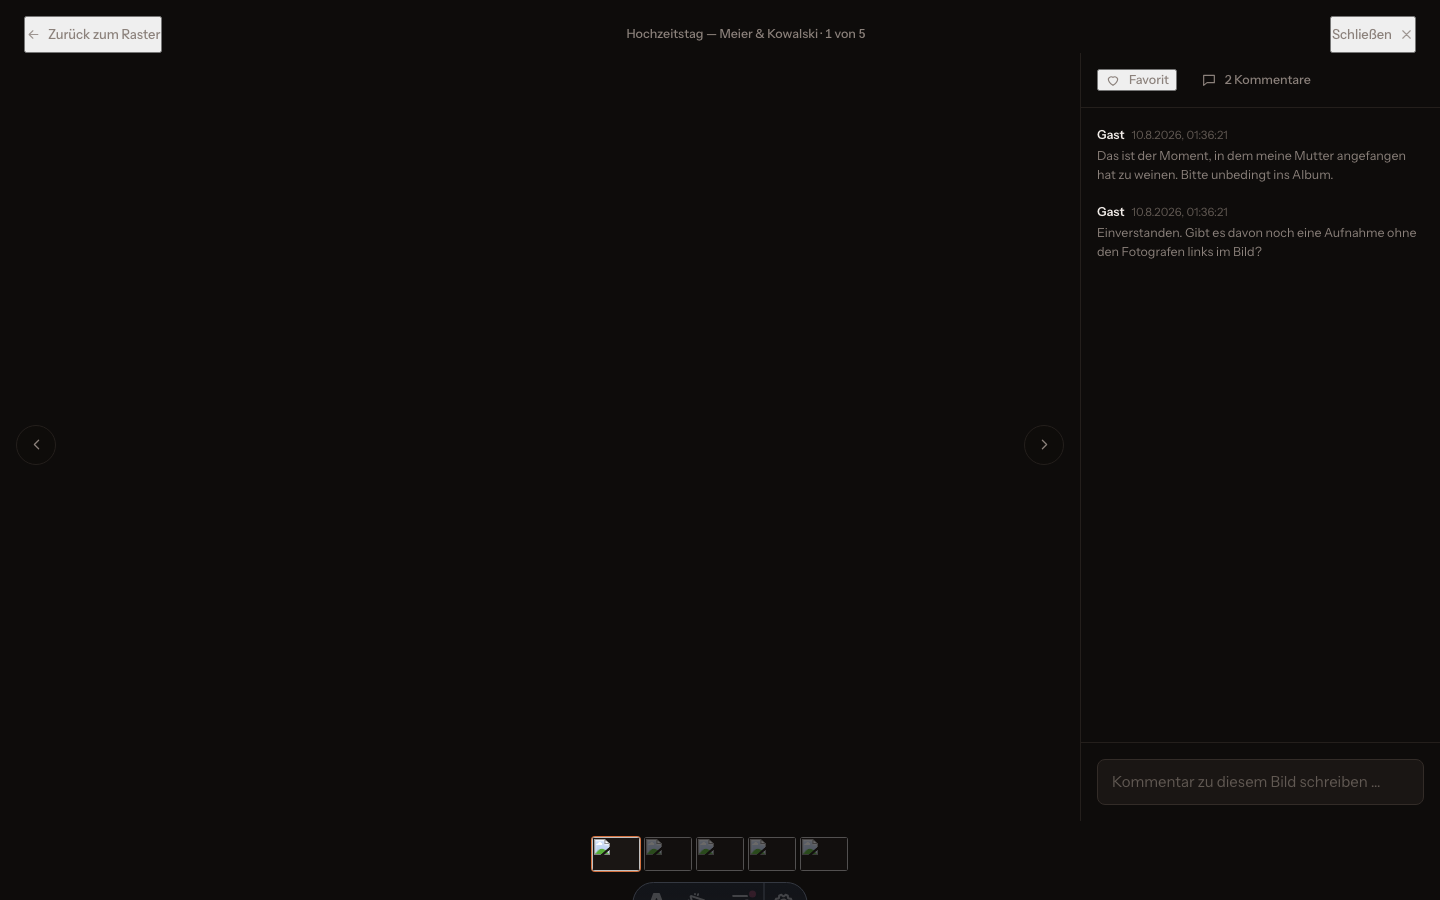 Zurück zum Raster
Hochzeitstag — Meier & Kowalski · 1 von 5
Schließen
Favorit
2 Kommentare
Gast 10.8.2026, 01:36:21
Das ist der Moment, in dem meine Mutter angefangen
hat zu weinen. Bitte unbedingt ins Album.
Gast 10.8.2026, 01:36:21
Einverstanden. Gibt es davon noch eine Aufnahme ohne
den Fotografen links im Bild?
Kommentar zu diesem Bild schreiben ...